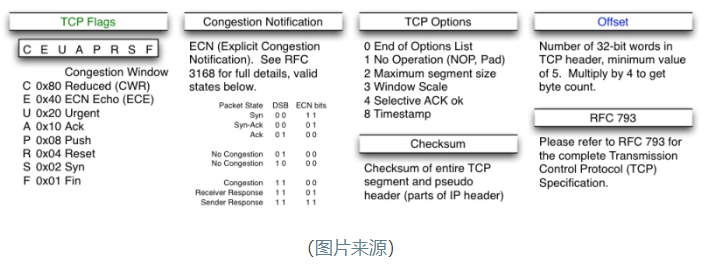 TCP Flags
C E U A P R S F
Congestion Window
C 0x80 Reduced (CWR)
E 0x40 ECN Echo (ECE)
U 0x20 Urgent
A 0x10 Ack
P 0x08 Push
R 0x04 Reset
S 0x02 Syn
F 0x01 Fin
Congestion Notification
ECN (Explicit Congestion
Notification). See RFC
3168 for full details, valid
states below.
Packet State DSB ECN bits
Syn 0 0 1 1
Syn-Ack 0 0 0 1
Ack 0 1 0 0
No Congestion 0 1 0 0
No Congestion 1 0 0 0
Congestion 1 1 0 0
Receiver Response 1 1 0 1
Sender Response 1 1 1 1
TCP Options
0 End of Options List
1 No Operation (NOP, Pad)
2 Maximum segment size
3 Window Scale
4 Selective ACK ok
8 Timestamp
Checksum
Checksum of entire TCP
segment and pseudo
header (parts of IP header)
Offset
Number of 32-bit words in
TCP header, minimum value
of 5. Multiply by 4 to get
byte count.
RFC 793
Please refer to RFC 793 for
the complete Transmission
Control Protocol (TCP)
Specification.
(图片来源)